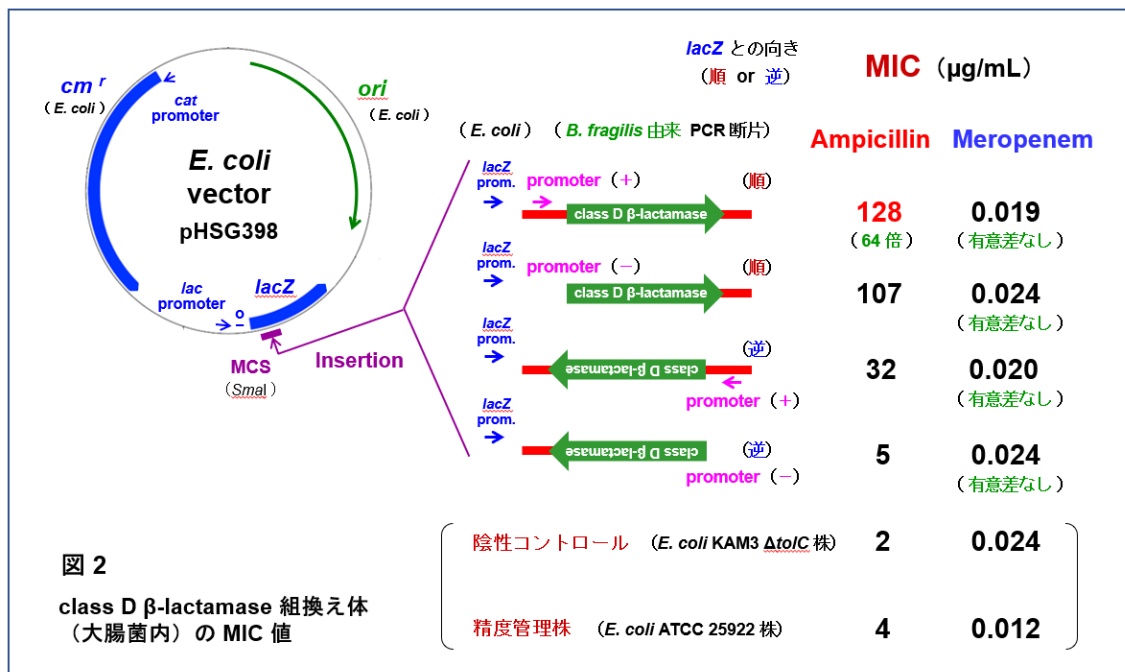 cm r
（E. coli）
cat
promoter
ori
（E. coli）
E. coli
vector
pHSG398
lac
promoter
o
lacZ
MCS
（SmaI）
Insertion
lacZ との向き
（順 or 逆）
MIC（μg/mL）
（E. coli）（B. fragilis 由来 PCR 断片）
Ampicillin Meropenem
lacZ
prom.
promoter（＋）
（順）
class D β-lactamase
128 0.019
（64 倍）（有意差なし）
lacZ
prom.
promoter（－）
（順）
class D β-lactamase
107 0.024
（有意差なし）
lacZ
prom.
（逆）
class D β-lactamase
promoter（＋）
32 0.020
（有意差なし）
lacZ
prom.
（逆）
class D β-lactamase
promoter（－）
5 0.024
（有意差なし）
陰性コントロール （E. coli KAM3 ΔtolC 株） 2 0.024
精度管理株 （E. coli ATCC 25922 株） 4 0.012
図 2
class D β-lactamase 組換え体
（大腸菌内）の MIC 値